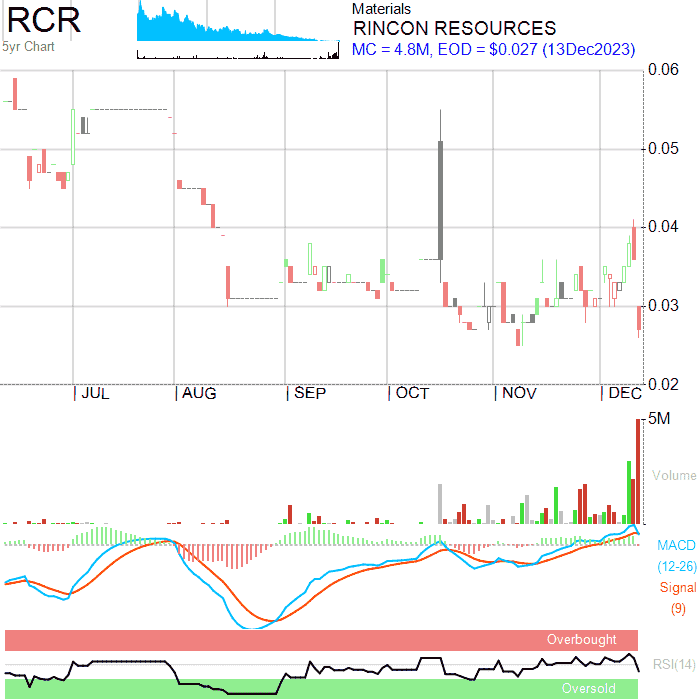 RCR
5yr Chart
Materials
RINCON RESOURCES
MC = 4.8M, EOD = $0.027 (13Dec2023)
0.06
0.05
0.04
0.03
0.02
JUL AUG SEP OCT NOV DEC
5M
Volume
MACD
(12-26)
Signal
(9)
Overbought
RSI(14)
Oversold